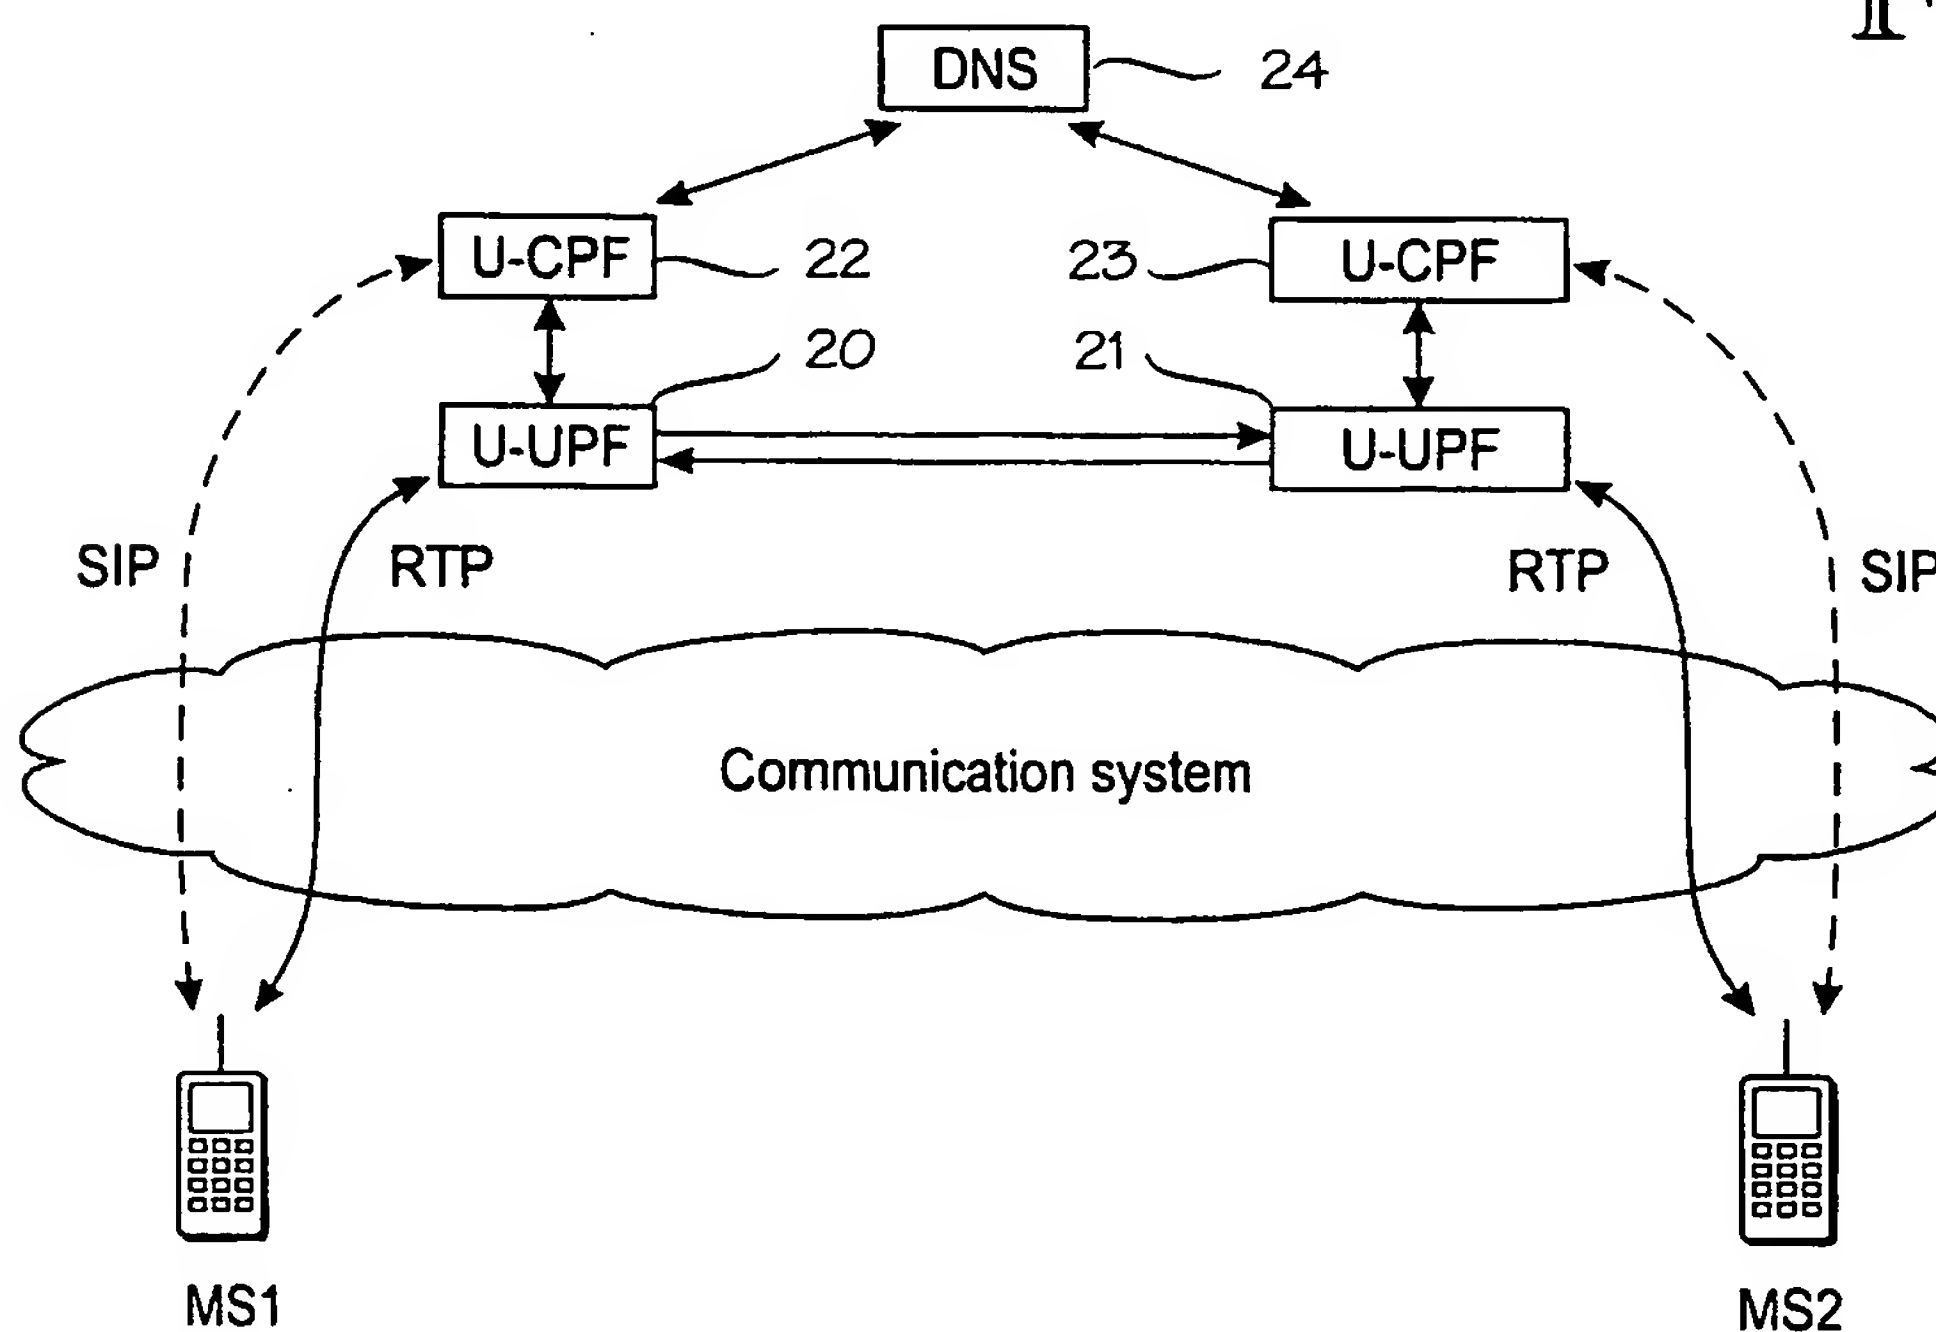 DNS 24
U-CPF 22 23 U-CPF
20 21
U-UPF U-UPF
SIP RTP RTP SIP
Communication system
MS1 MS2